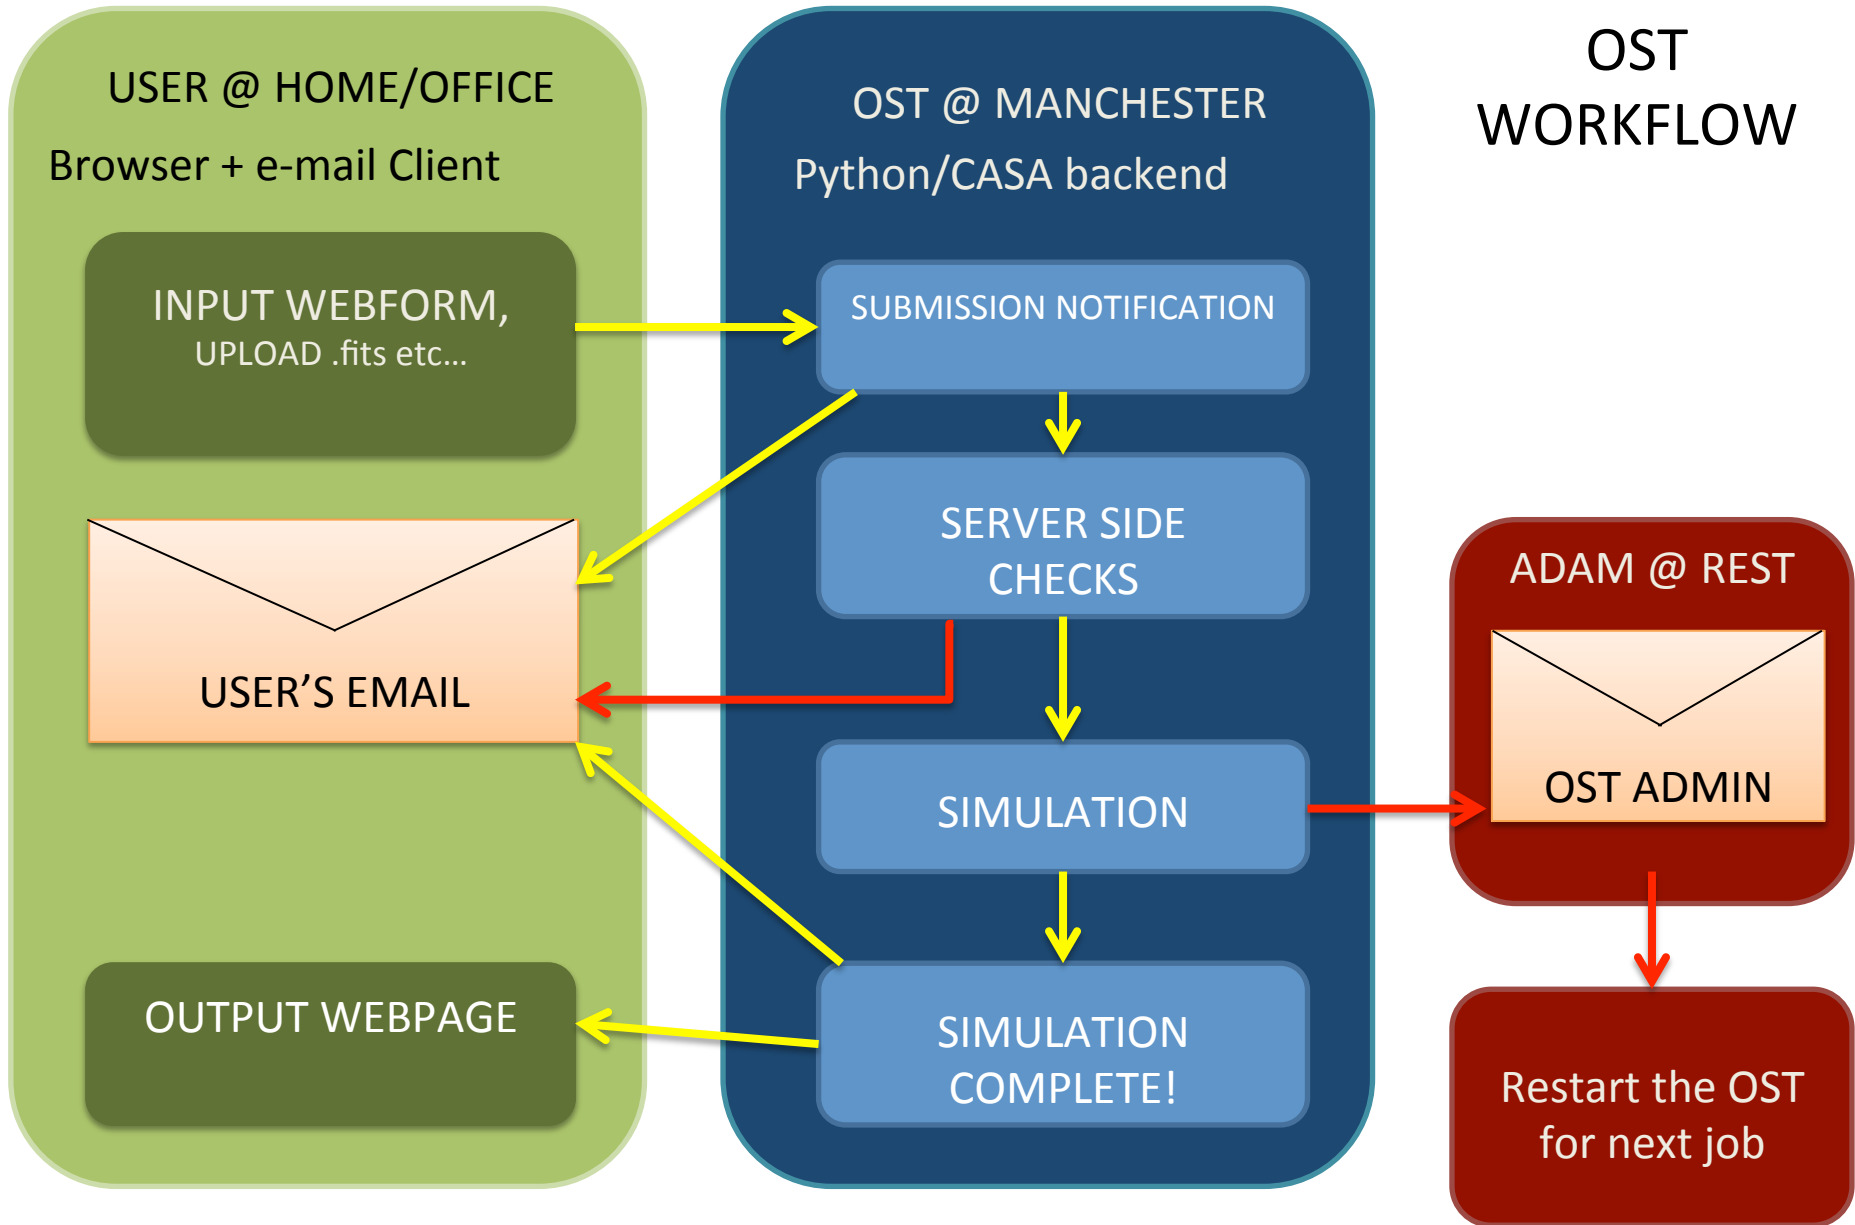 OST
WORKFLOW
USER @ HOME/OFFICE
Browser + e-mail Client
INPUT WEBFORM,
UPLOAD .fits etc...
USER’S EMAIL
OUTPUT WEBPAGE
OST @ MANCHESTER
Python/CASA backend
SUBMISSION NOTIFICATION
SERVER SIDE
CHECKS
SIMULATION
SIMULATION
COMPLETE!
ADAM @ REST
OST ADMIN
Restart the OST
for next job